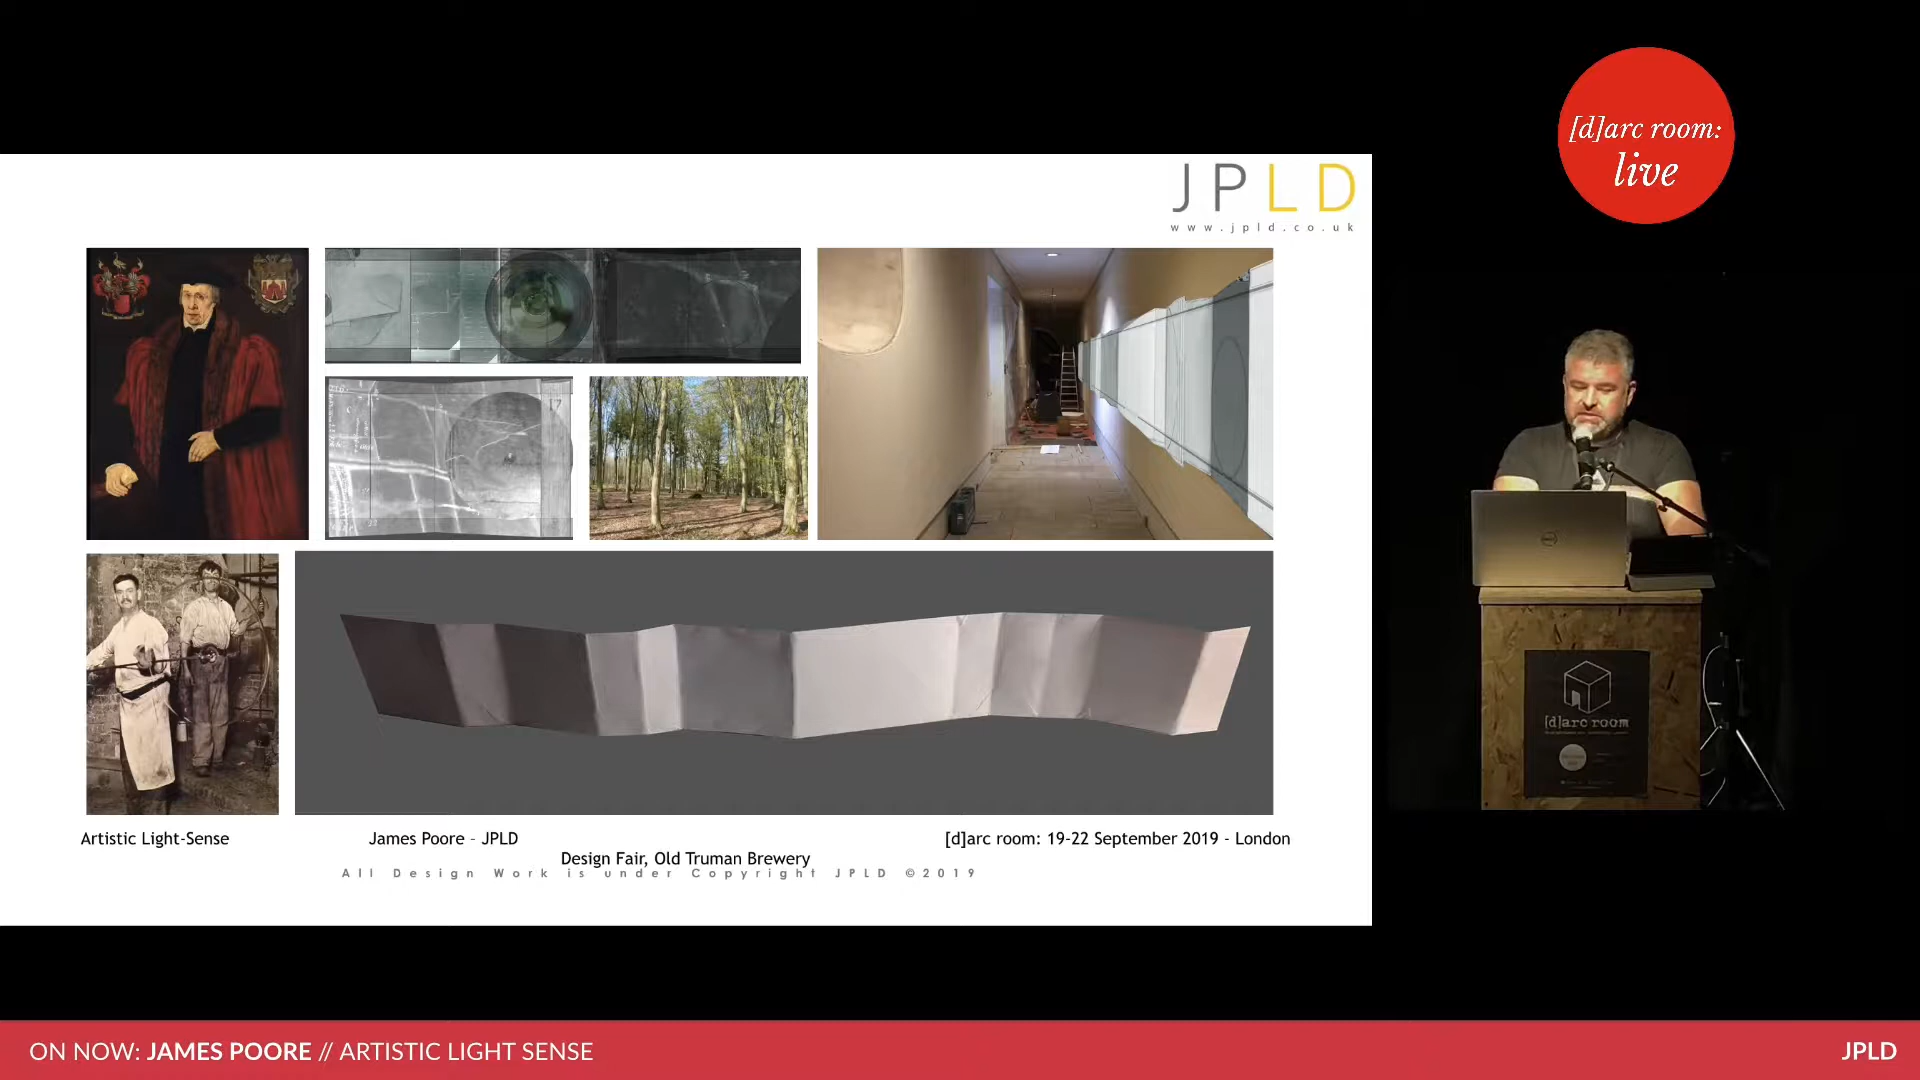 [d]arc room:
live
JPLD
www.jpld.co.uk
Artistic Light-Sense
James Poore - JPLD
[d]arc room: 19-22 September 2019 - London
Design Fair, Old Truman Brewery
All Design Work is under Copyright JPLD ©2019
[d]arc room
ON NOW: JAMES POORE // ARTISTIC LIGHT SENSE
JPLD